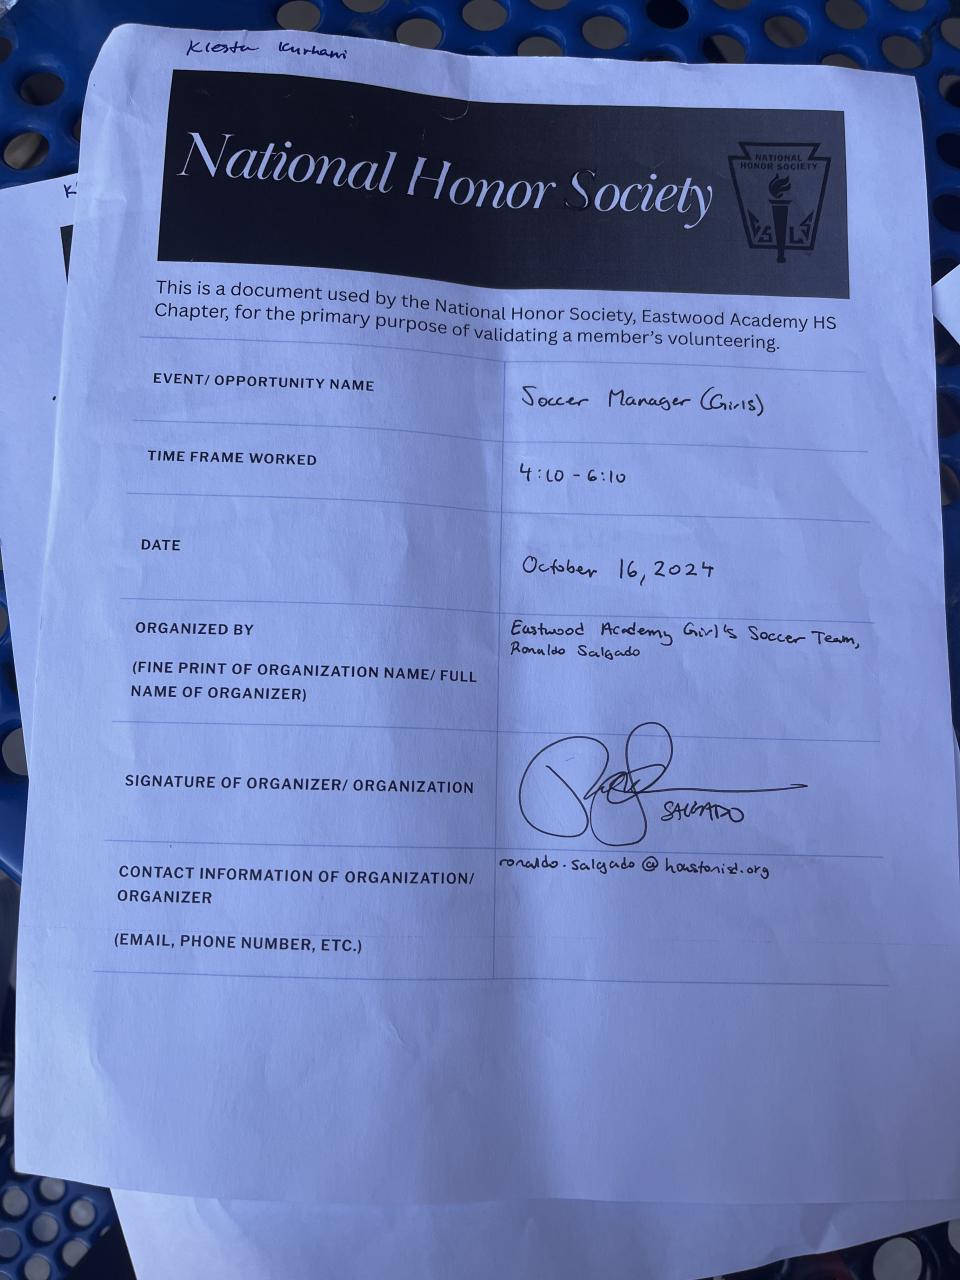 Klesta Kurhani
National Honor Society
NATIONAL
HONOR SOCIETY
S L S
This is a document used by the National Honor Society, Eastwood Academy HS
Chapter, for the primary purpose of validating a member's volunteering.
EVENT/ OPPORTUNITY NAME
Soccer Manager (Girls)
TIME FRAME WORKED
4:10 - 6:10
DATE
October 16, 2024
ORGANIZED BY
(FINE PRINT OF ORGANIZATION NAME/ FULL
NAME OF ORGANIZER)
Eastwood Academy Girl's Soccer Team,
Ronaldo Salgado
SIGNATURE OF ORGANIZER/ ORGANIZATION
SALGADO
CONTACT INFORMATION OF ORGANIZATION/
ORGANIZER
(EMAIL, PHONE NUMBER, ETC.)
ronaldo.salgado@houstonisd.org